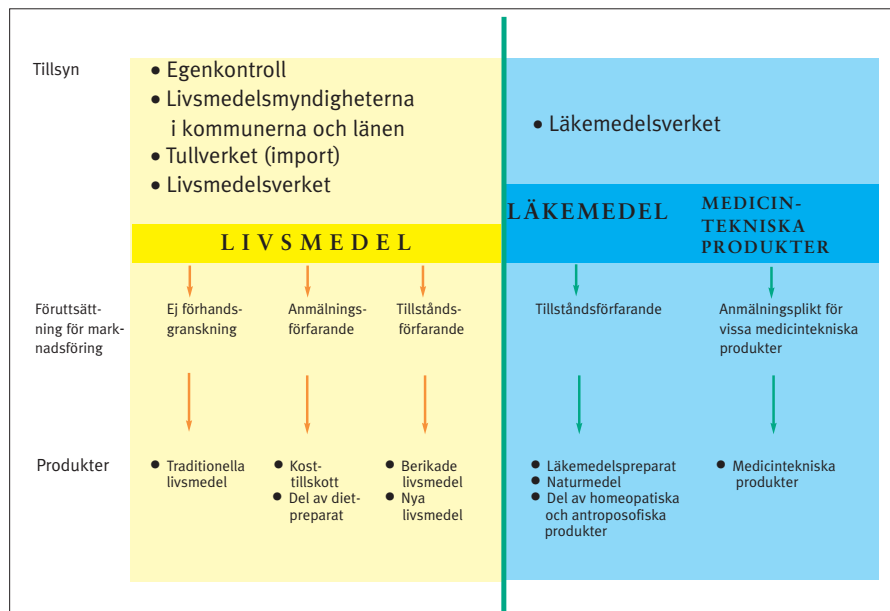 Tillsyn
● Egenkontroll
● Livsmedelsmyndigheterna
i kommunerna och länen
● Tullverket (import)
● Livsmedelsverket
● Läkemedelsverket
LIVSMEDEL
LÄKEMEDEL
MEDICIN-
TEKNISKA
PRODUKTER
Föruttsätt-
ning för mark-
nadsföring
Ej förhands-
granskning
Anmälnings-
förfarande
Tillstånds-
förfarande
Tillståndsförfarande
Anmälningsplikt för
vissa medicintekniska
produkter
Produkter
● Traditionella
livsmedel
● Kost-
tillskott
● Del av diet-
preparat
● Berikade
livsmedel
● Nya
livsmedel
● Läkemedelspreparat
● Naturmedel
● Del av homeopatiska
och antroposofiska
produkter
● Medicintekniska
produkter